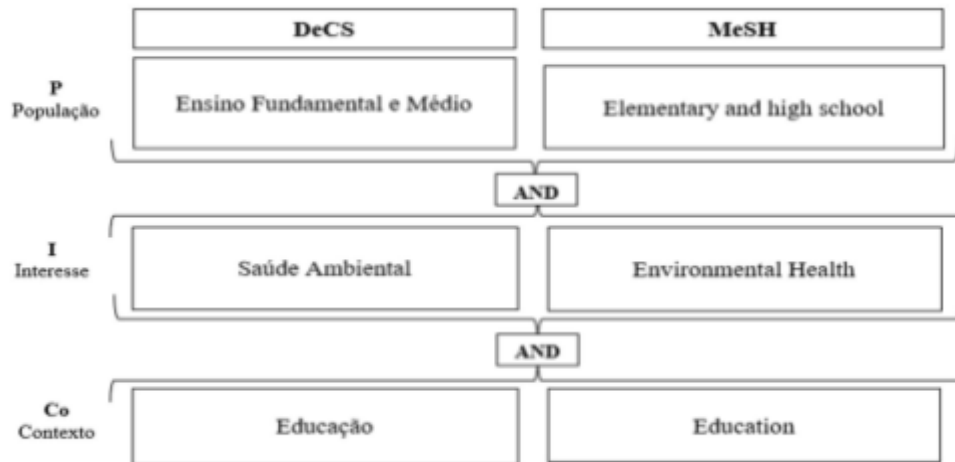 DeCS MeSH
P
População
Ensino Fundamental e Médio Elementary and high school
AND
I
Interesse
Saúde Ambiental Environmental Health
AND
Co
Contexto
Educação Education